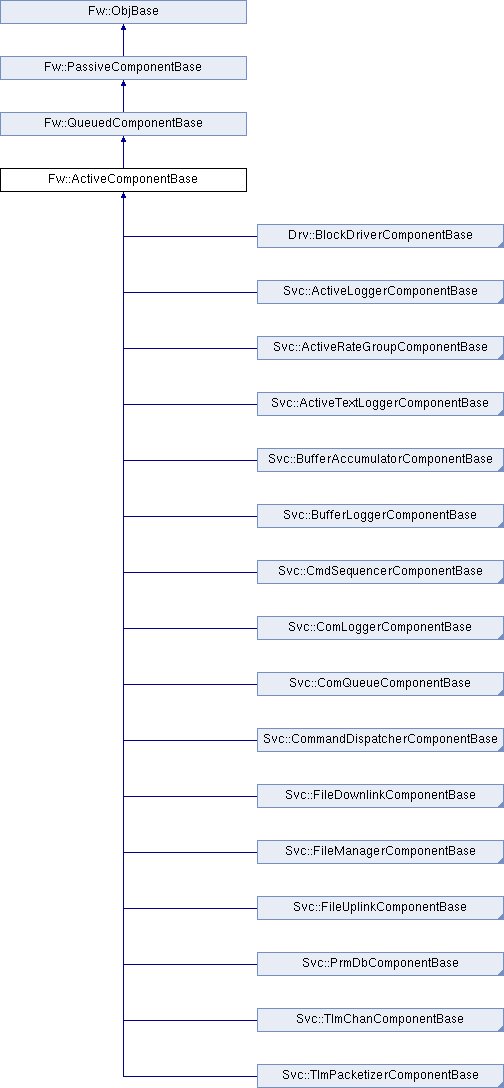 Fw::ObjBase
Fw::PassiveComponentBase
Fw::QueuedComponentBase
Fw::ActiveComponentBase
Drv::BlockDriverComponentBase
Svc::ActiveLoggerComponentBase
Svc::ActiveRateGroupComponentBase
Svc::ActiveTextLoggerComponentBase
Svc::BufferAccumulatorComponentBase
Svc::BufferLoggerComponentBase
Svc::CmdSequencerComponentBase
Svc::ComLoggerComponentBase
Svc::ComQueueComponentBase
Svc::CommandDispatcherComponentBase
Svc::FileDownlinkComponentBase
Svc::FileManagerComponentBase
Svc::FileUplinkComponentBase
Svc::PrmDbComponentBase
Svc::TlmChanComponentBase
Svc::TlmPacketizerComponentBase